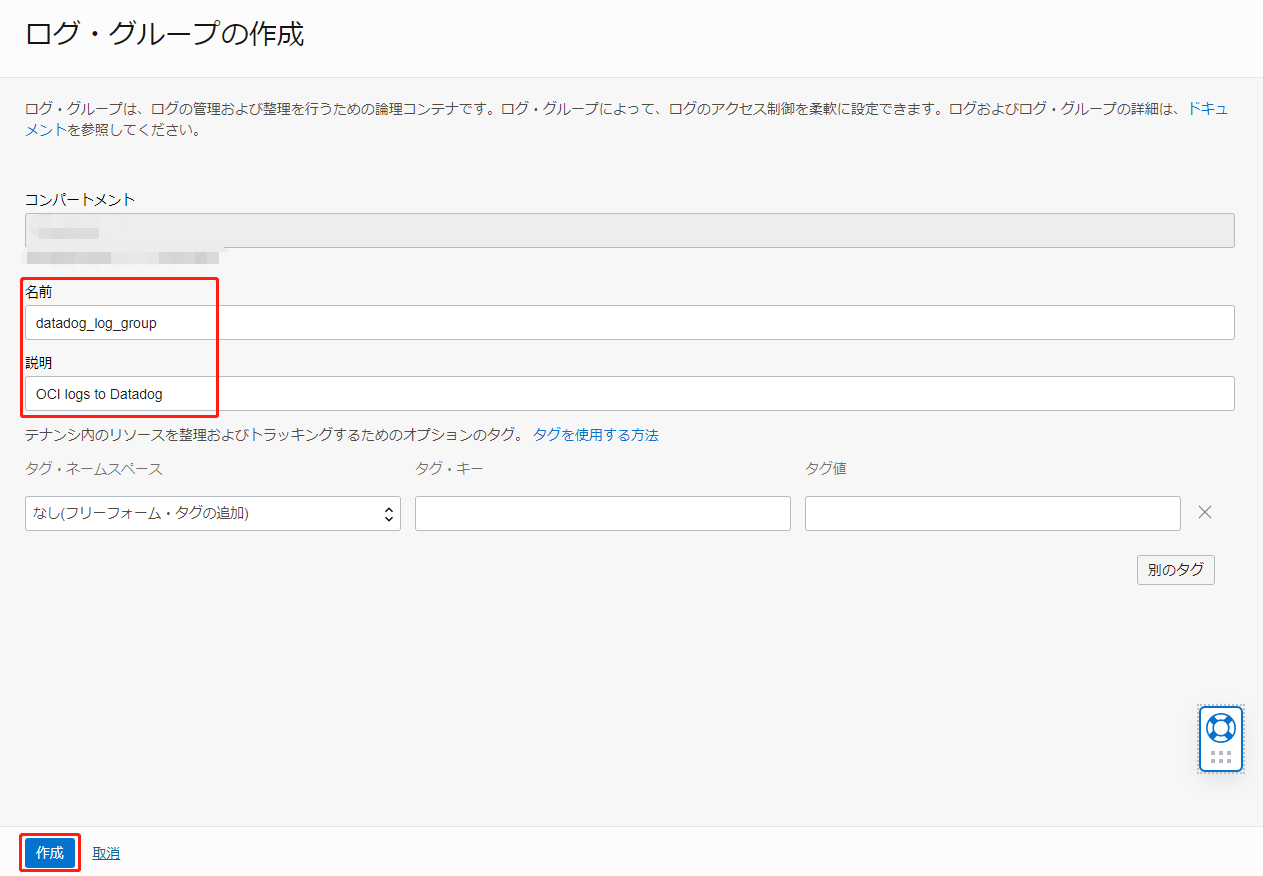 ログ・グループの作成
ログ・グループは、ログの管理および整理を行うための論理コンテナです。ログ・グループによって、ログのアクセス制御を柔軟に設定できます。ログおよびログ・グループの詳細は、ドキュ
メントを参照してください。
コンパートメント
名前
datadog_log_group
説明
OCI logs to Datadog
テナンシ内のリソースを整理およびトラッキングするためのオプションのタグ。 タグを使用する方法
タグ・ネームスペース タグ・キー タグ値
なし(フリーフォーム・タグの追加)
別のタグ
作成 取消